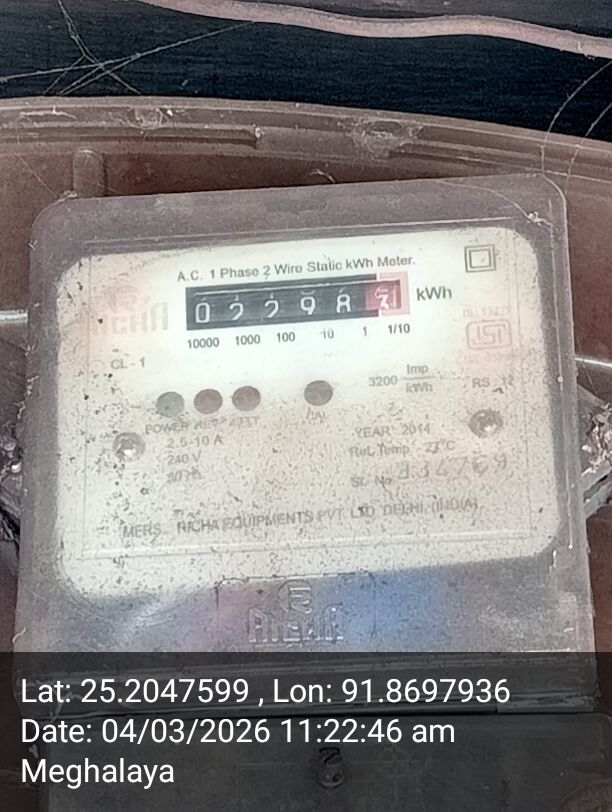 A.C. 1 Phase 2 Wire Static kWh Meter.
0 2 2 9 8 3 kWh
10000 1000 100 10 1 1/10
CL - 1
3200 Imp/kWh
RS
POWER
CAL
2.5-10 A
240 V
50 Hz
YEAR 2014
Ref. Temp. 27°C
SL. No.
MERS. RICHA EQUIPMENTS PVT. LTD. DELHI. (INDIA)
RICHA
Lat: 25.2047599 , Lon: 91.8697936
Date: 04/03/2026 11:22:46 am
Meghalaya